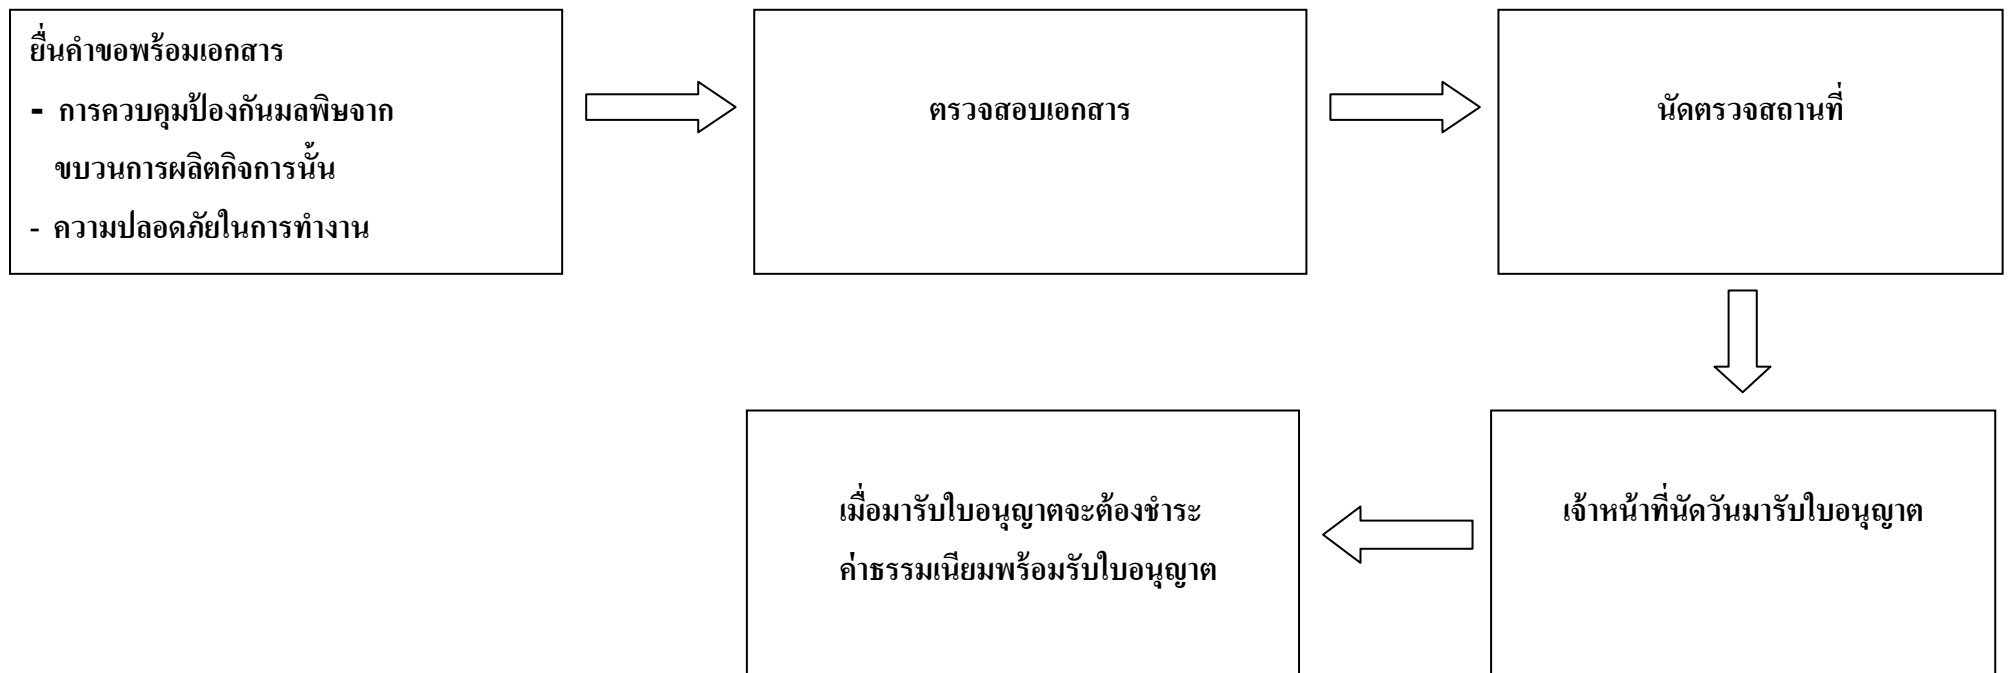 ยื่นคำขอพร้อมเอกสาร
- การควบคุมป้องกันมลพิษจาก
ขบวนการผลิตกิจการนั้น
- ความปลอดภัยในการทำงาน
ตรวจสอบเอกสาร
นัดตรวจสถานที่
เจ้าหน้าที่นัดวันมารับใบอนุญาต
เมื่อมารับใบอนุญาตจะต้องชำระ
ค่าธรรมเนียมพร้อมรับใบอนุญาต